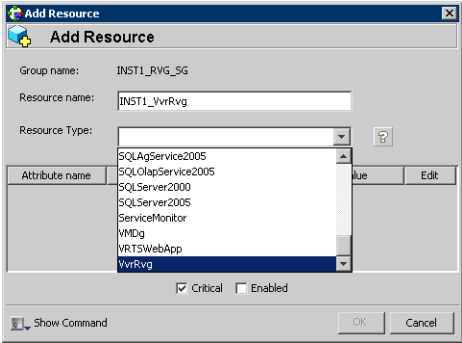 Add Resource
Add Resource
Group name: INST1_RVG_SG
Resource name: INST1_VvrRvg
Resource Type:
?
SQLAgService2005
SQLOlapService2005
SQLServer2000
SQLServer2005
ServiceMonitor
VMDg
VRTSWebApp
VvrRvg
Attribute name Edit
Critical Enabled
Show Command OK Cancel